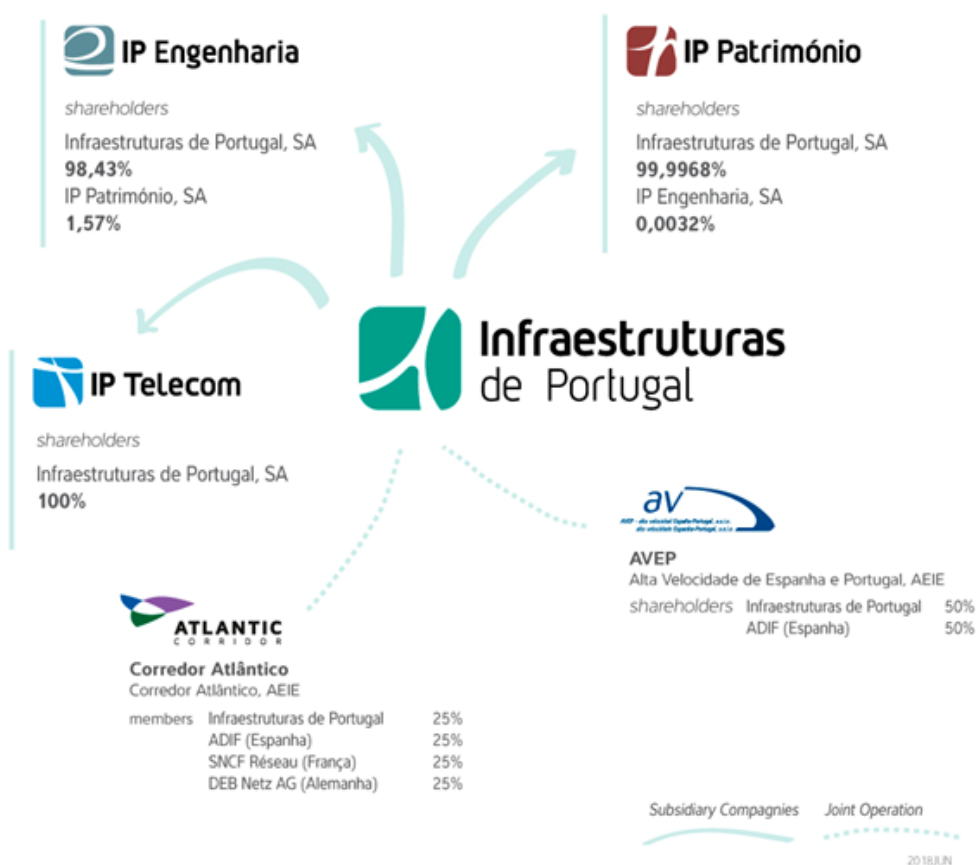 IP Engenharia
shareholders
Infraestruturas de Portugal, SA
98,43%
IP Património, SA
1,57%
IP Património
shareholders
Infraestruturas de Portugal, SA
99,9968%
IP Engenharia, SA
0,0032%
Infraestruturas
de Portugal
IP Telecom
shareholders
Infraestruturas de Portugal, SA
100%
av
AVEP
Alta Velocidade de Espanha e Portugal, AEIE
shareholders Infraestruturas de Portugal 50%
ADIF (Espanha) 50%
ATLANTIC
CORRIDOR
Corredor Atlântico
Corredor Atlântico, AEIE
members Infraestruturas de Portugal 25%
ADIF (Espanha) 25%
SNCF Réseau (França) 25%
DEB Netz AG (Alemanha) 25%
Subsidiary Compagnies Joint Operation
2018JUN